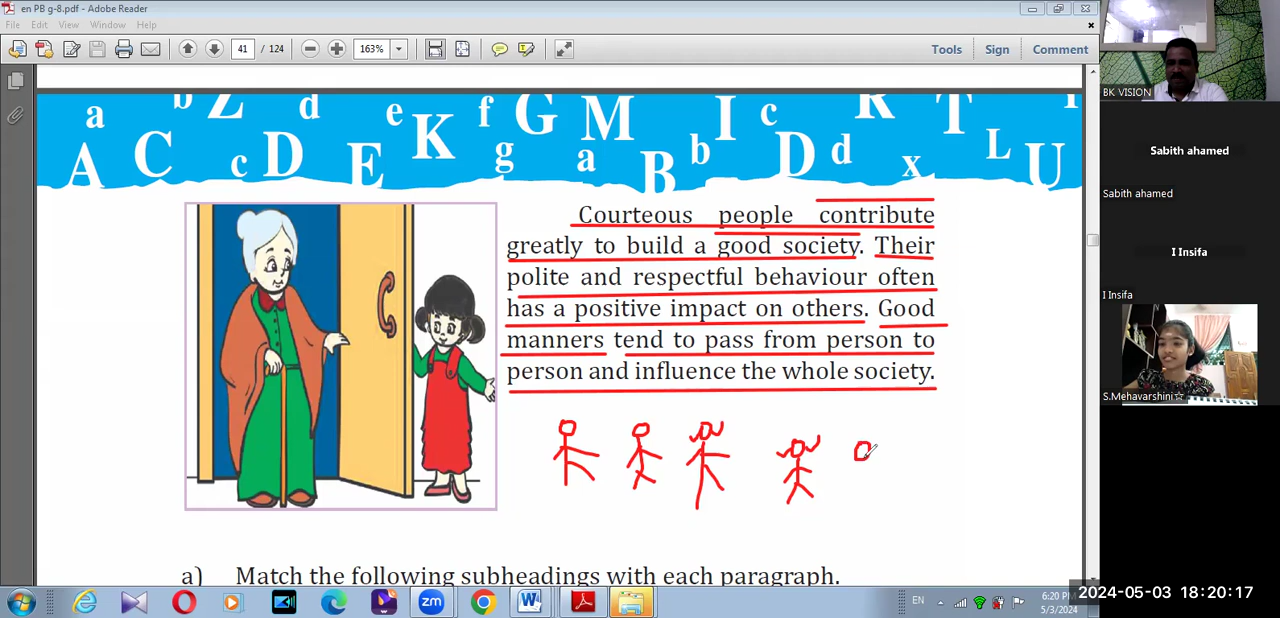 en PB g-8.pdf - Adobe Reader
File Edit View Window Help
41 / 124 163% Tools Sign Comment
a b Z d e f G M I c R T
A C c D E K g a B b D d x L U
Courteous people contribute
greatly to build a good society. Their
polite and respectful behaviour often
has a positive impact on others. Good
manners tend to pass from person to
person and influence the whole society.
a) Match the following subheadings with each paragraph.
BK VISION
Sabith ahamed
Sabith ahamed
I Insifa
I Insifa
S.Mehavarshini☆
EN
6:20 PM
5/3/2024
2024-05-03 18:20:17